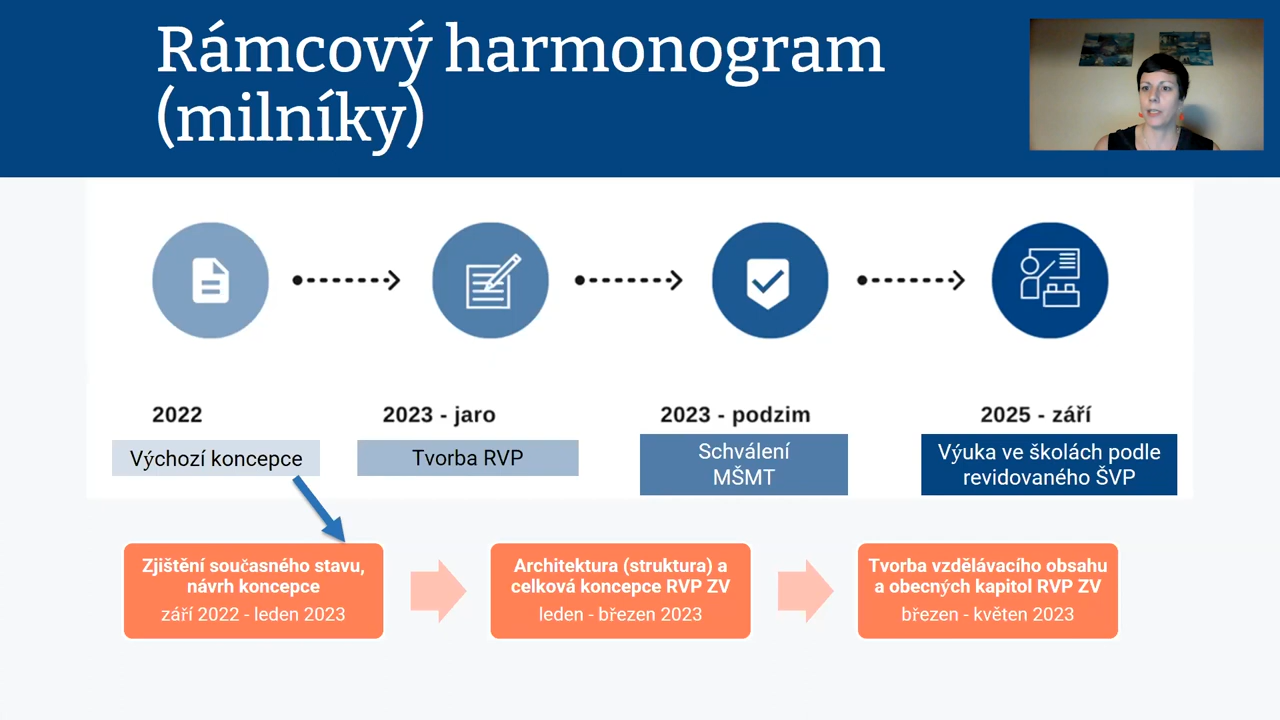 Rámcový harmonogram
(milníky)
2022
2023 - jaro
2023 - podzim
2025 - září
Výchozí koncepce
Tvorba RVP
Schválení
MŠMT
Výuka ve školách podle
revidovaného ŠVP
Zjištění současného stavu,
návrh koncepce
září 2022 - leden 2023
Architektura (struktura) a
celková koncepce RVP ZV
leden - březen 2023
Tvorba vzdělávacího obsahu
a obecných kapitol RVP ZV
březen - květen 2023